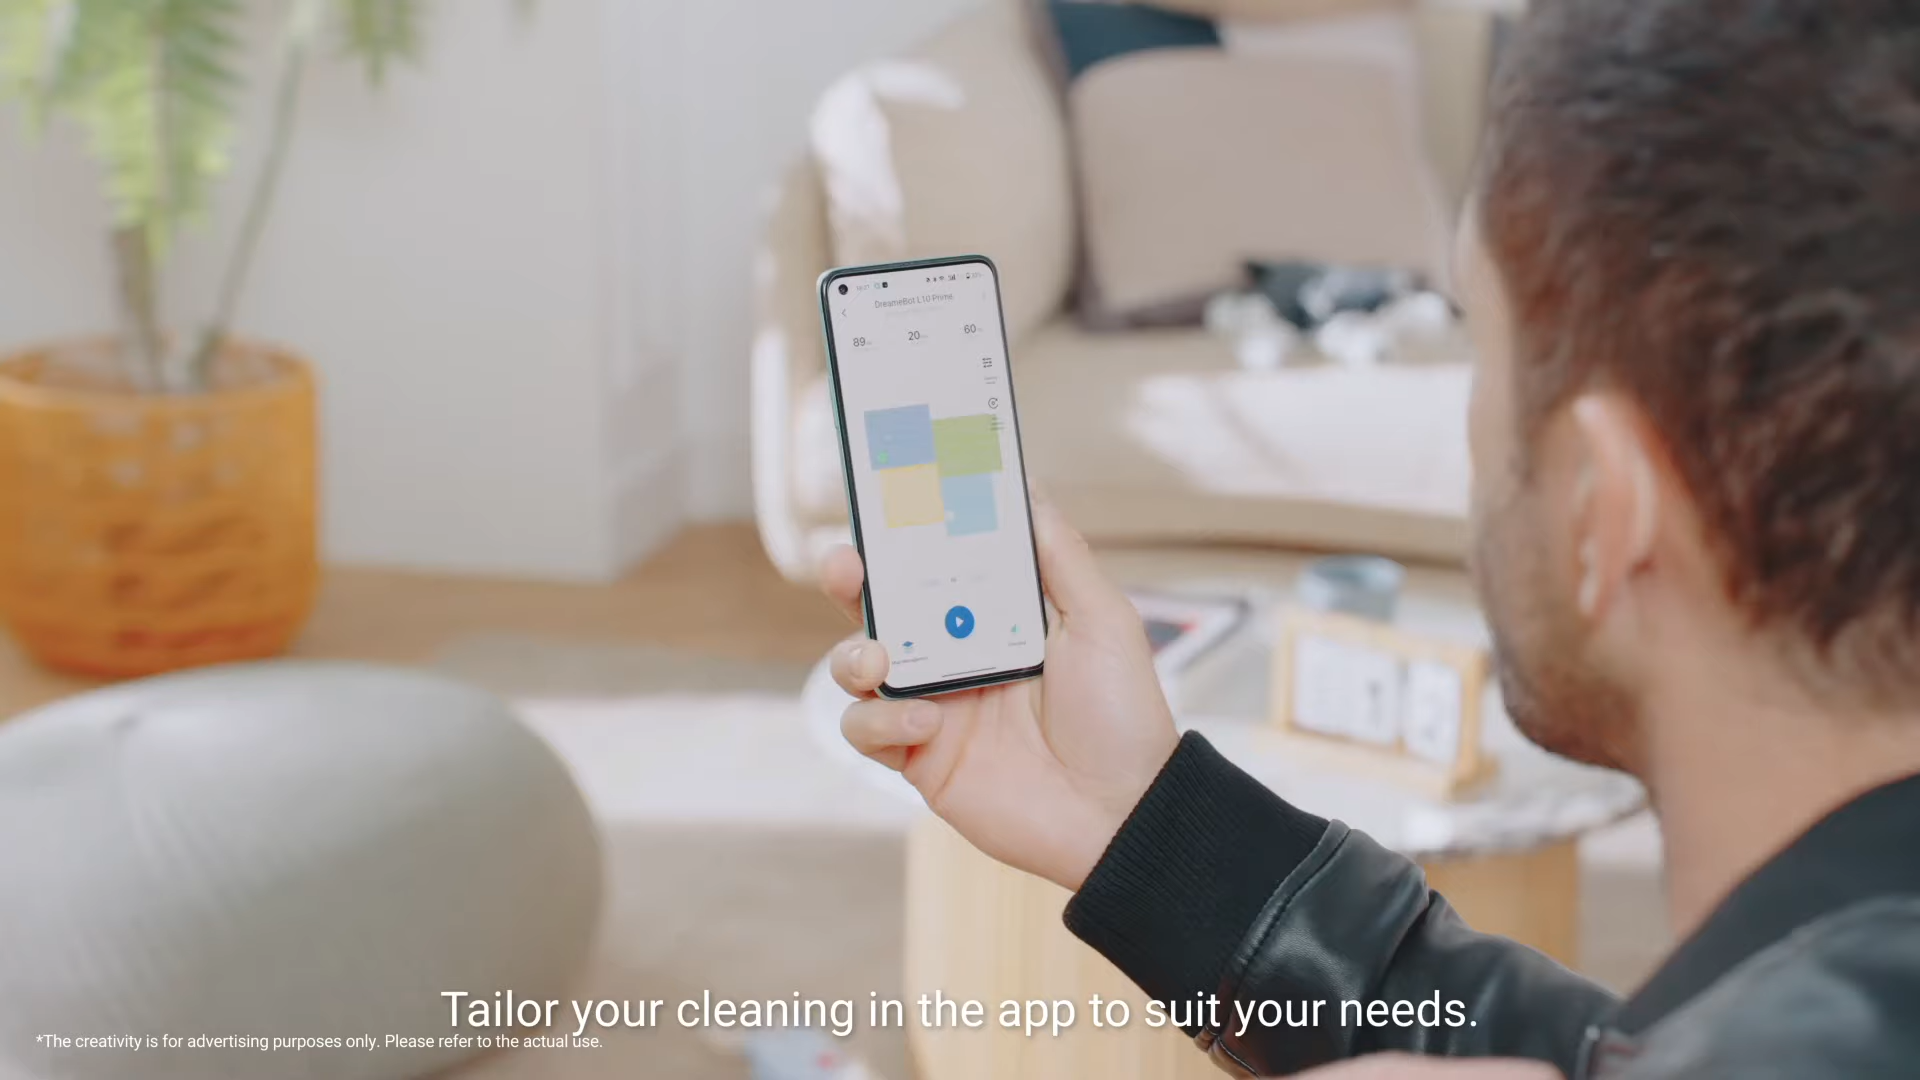 DreameBot L10 Prime
89
20
60
Tailor your cleaning in the app to suit your needs.
*The creativity is for advertising purposes only. Please refer to the actual use.